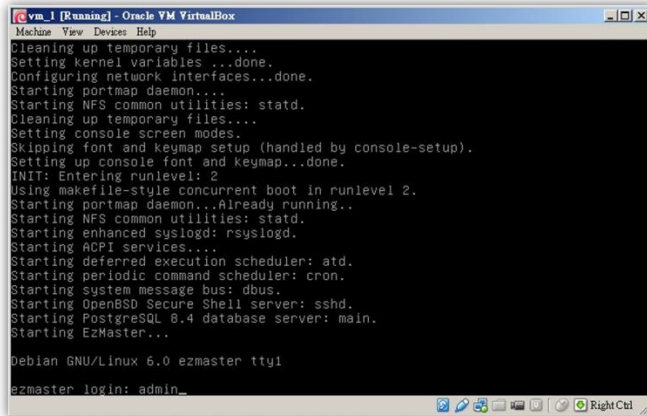 vm_1 [Running] - Oracle VM VirtualBox
Machine View Devices Help
Cleaning up temporary files....
Setting kernel variables ...done.
Configuring network interfaces...done.
Starting portmap daemon....
Starting NFS common utilities: statd.
Cleaning up temporary files....
Setting console screen modes.
Skipping font and keymap setup (handled by console-setup).
Setting up console font and keymap...done.
INIT: Entering runlevel: 2
Using makefile-style concurrent boot in runlevel 2.
Starting portmap daemon...Already running..
Starting NFS common utilities: statd.
Starting enhanced syslogd: rsyslogd.
Starting ACPI services....
Starting deferred execution scheduler: atd.
Starting periodic command scheduler: cron.
Starting system message bus: dbus.
Starting OpenBSD Secure Shell server: sshd.
Starting PostgreSQL 8.4 database server: main.
Starting EzMaster...
Debian GNU/Linux 6.0 ezmaster tty1
ezmaster login: admin_
Right Ctrl